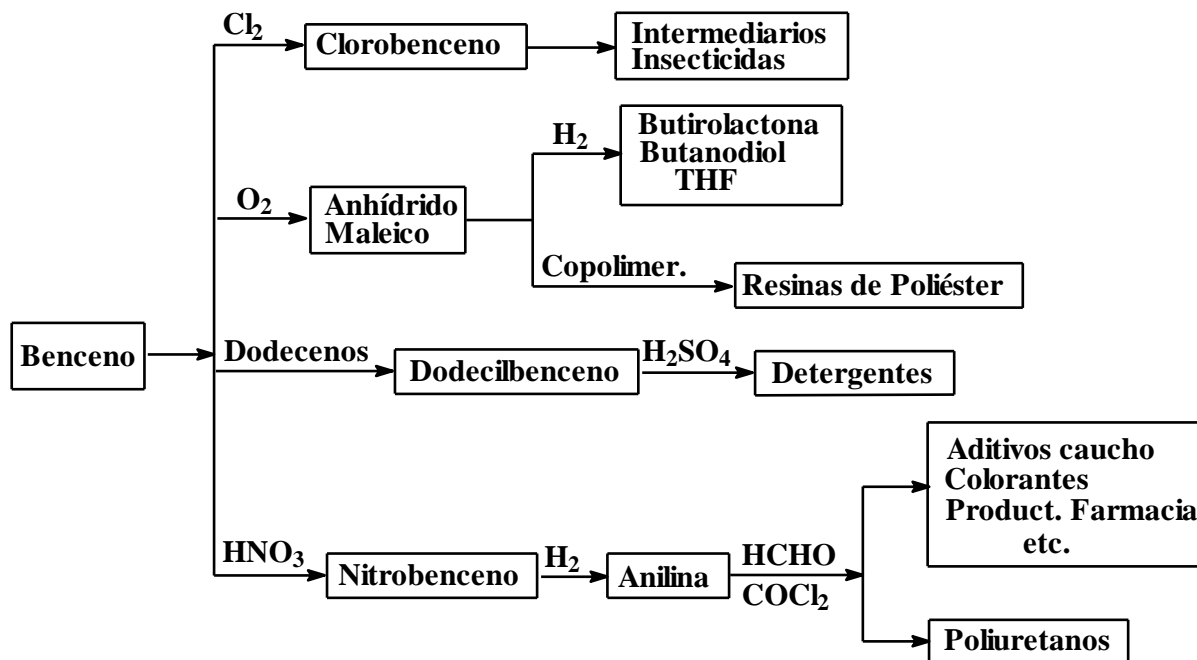 Cl₂
Clorobenceno
Intermediarios
Insecticidas
H₂
Butirolactona
Butanodiol
THF
O₂
Anhídrido
Maleico
Copolimer.
Resinas de Poliéster
Benceno
Dodecenos
Dodecilbenceno
H₂SO₄
Detergentes
Aditivos caucho
Colorantes
Product. Farmacia
etc.
HNO₃
Nitrobenceno
H₂
Anilina
HCHO
COCl₂
Poliuretanos